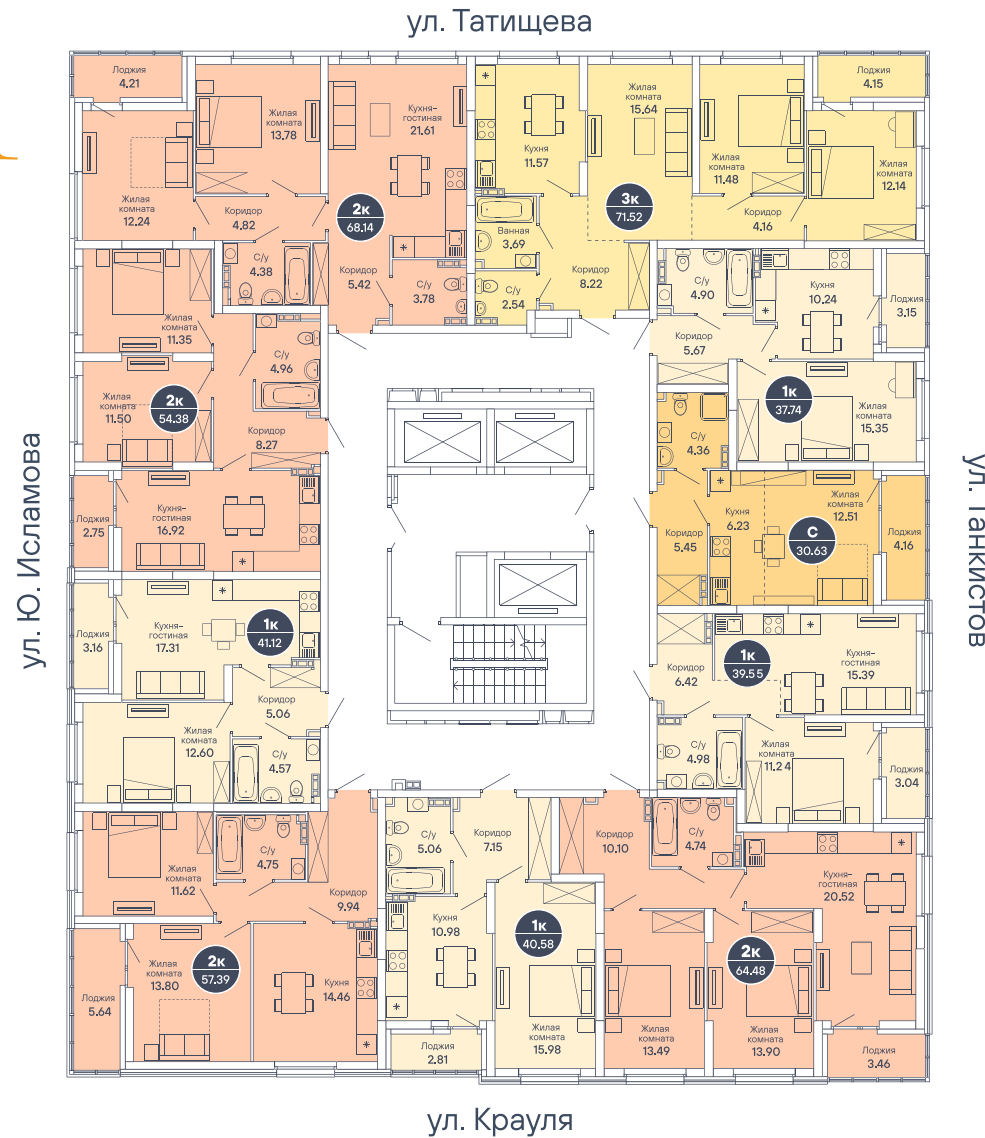 ул. Татищева
Лоджия
4.21
Жилая
комната
13.78
Кухня-
гостиная
21.61
Жилая
комната
12.24
Коридор
4.82
2к
68.14
С/у
4.38
Коридор
5.42
С/у
3.78
Кухня
11.57
Жилая
комната
15.64
Жилая
комната
11.48
Лоджия
4.15
Жилая
комната
12.14
3к
71.52
Коридор
4.16
Ванная
3.69
С/у
2.54
Коридор
8.22
С/у
4.90
Кухня
10.24
Лоджия
3.15
Коридор
5.67
1к
37.74
Жилая
комната
15.35
Жилая
комната
11.35
С/у
4.96
Жилая
комната
11.50
2к
54.38
Коридор
8.27
Лоджия
2.75
Кухня-
гостиная
16.92
С/у
4.36
Кухня
6.23
Жилая
комната
12.51
С
30.63
Коридор
5.45
Лоджия
4.16
ул. Ю. Исламова
ул. Танкистов
Лоджия
3.16
Кухня-
гостиная
17.31
1к
41.12
Коридор
5.06
Жилая
комната
12.60
С/у
4.57
Коридор
6.42
1к
39.55
Кухня-
гостиная
15.39
С/у
4.98
Жилая
комната
11.24
Лоджия
3.04
Жилая
комната
11.62
С/у
4.75
Коридор
9.94
Лоджия
5.64
Жилая
комната
13.80
2к
57.39
Кухня
14.46
С/у
5.06
Коридор
7.15
Кухня
10.98
1к
40.58
Жилая
комната
15.98
Лоджия
2.81
Коридор
10.10
С/у
4.74
Кухня-
гостиная
20.52
2к
64.48
Жилая
комната
13.49
Жилая
комната
13.90
Лоджия
3.46
ул. Крауля